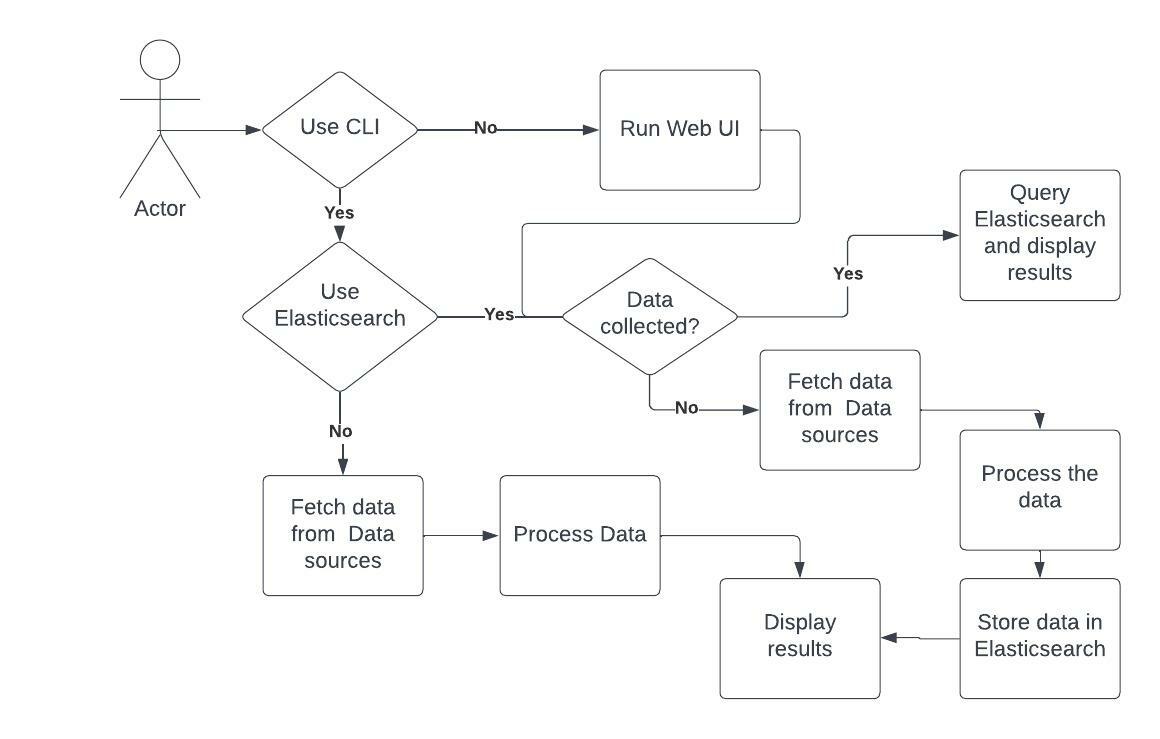 Use CLI
No
Run Web UI
Actor
Yes
Query
Elasticsearch
and display
results
Use
Elasticsearch
Yes
Data
collected?
Yes
No
Fetch data
from  Data
sources
Process the
data
No
Fetch data
from  Data
sources
Process Data
Display
results
Store data in
Elasticsearch